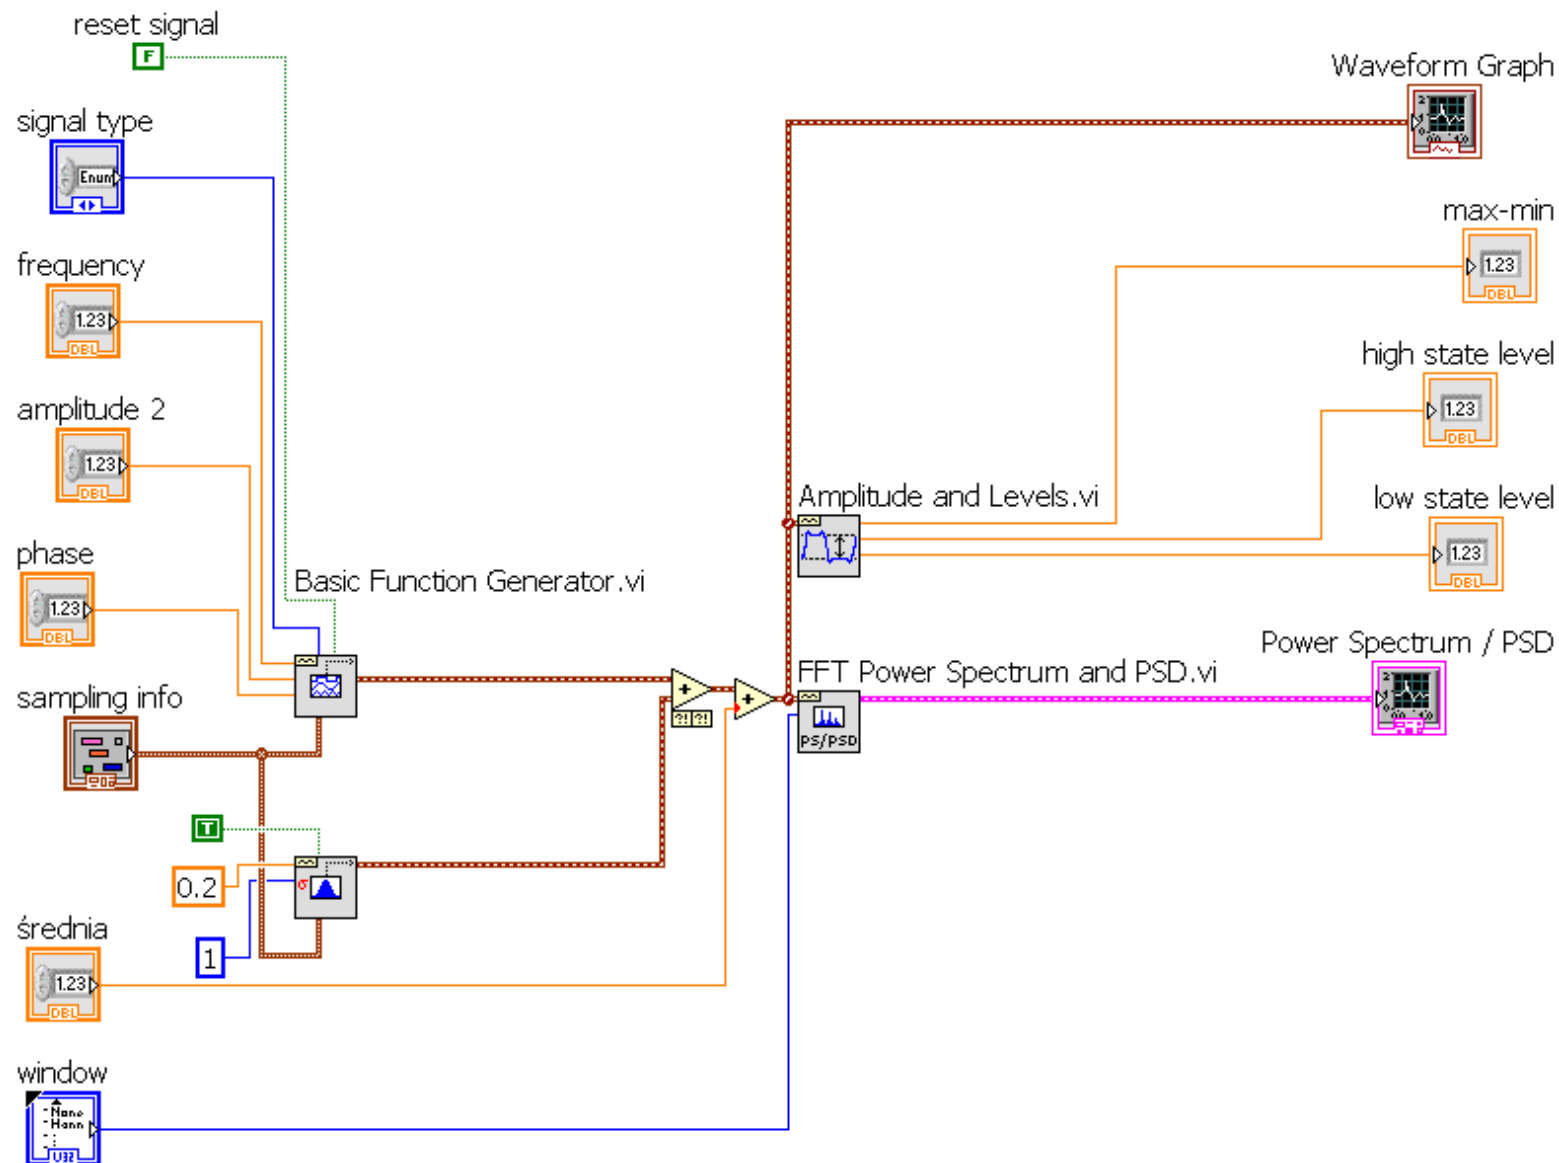 reset signal
F
signal type
Enum
frequency
1.23
DBL
amplitude 2
1.23
DBL
phase
1.23
DBL
sampling info
T
0.2
σ
1
średnia
1.23
DBL
window
None
Hann
U32
Basic Function Generator.vi
+
?! ?!
+
Waveform Graph
max-min
1.23
DBL
high state level
1.23
DBL
Amplitude and Levels.vi
low state level
1.23
DBL
FFT Power Spectrum and PSD.vi
PS/PSD
Power Spectrum / PSD